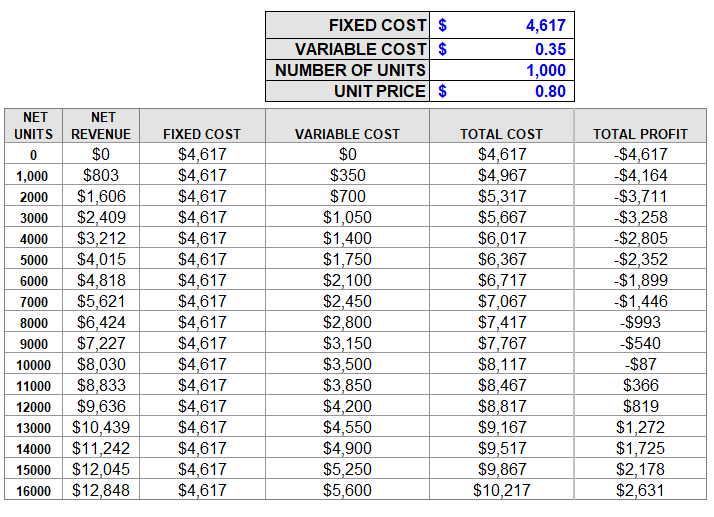 FIXED COST $ 4,617
VARIABLE COST $ 0.35
NUMBER OF UNITS 1,000
UNIT PRICE $ 0.80
NET UNITS NET REVENUE FIXED COST VARIABLE COST TOTAL COST TOTAL PROFIT
0 $0 $4,617 $0 $4,617 -$4,617
1,000 $803 $4,617 $350 $4,967 -$4,164
2000 $1,606 $4,617 $700 $5,317 -$3,711
3000 $2,409 $4,617 $1,050 $5,667 -$3,258
4000 $3,212 $4,617 $1,400 $6,017 -$2,805
5000 $4,015 $4,617 $1,750 $6,367 -$2,352
6000 $4,818 $4,617 $2,100 $6,717 -$1,899
7000 $5,621 $4,617 $2,450 $7,067 -$1,446
8000 $6,424 $4,617 $2,800 $7,417 -$993
9000 $7,227 $4,617 $3,150 $7,767 -$540
10000 $8,030 $4,617 $3,500 $8,117 -$87
11000 $8,833 $4,617 $3,850 $8,467 $366
12000 $9,636 $4,617 $4,200 $8,817 $819
13000 $10,439 $4,617 $4,550 $9,167 $1,272
14000 $11,242 $4,617 $4,900 $9,517 $1,725
15000 $12,045 $4,617 $5,250 $9,867 $2,178
16000 $12,848 $4,617 $5,600 $10,217 $2,631